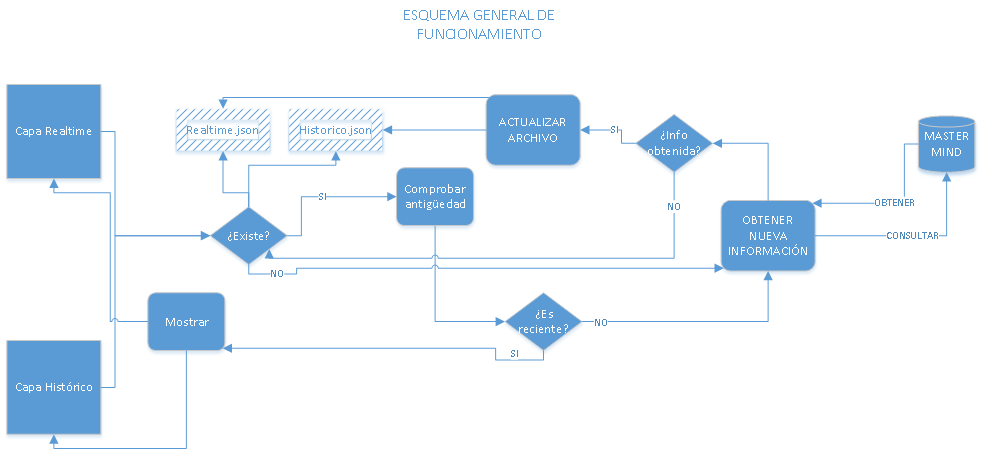 ESQUEMA GENERAL DE
FUNCIONAMIENTO
Capa Realtime
Realtime.json
Historico.json
ACTUALIZAR
ARCHIVO
SI
¿Info
obtenida?
MASTER
MIND
Comprobar
antigüedad
SI
NO
OBTENER
OBTENER
NUEVA
INFORMACIÓN
CONSULTAR
¿Existe?
NO
Mostrar
¿Es
reciente?
NO
SI
Capa Histórico